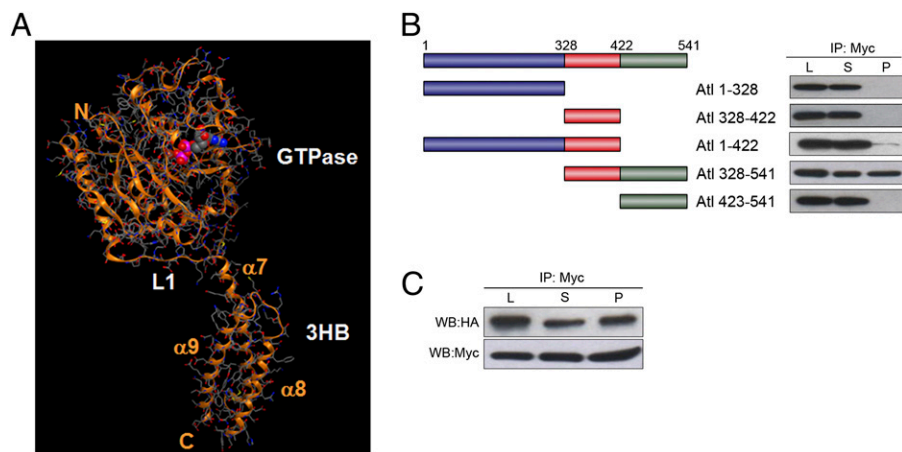 A
N
GTPase
L1
α7
3HB
α9
α8
C
B
1 328 422 541
IP: Myc
L S P
Atl 1-328
Atl 328-422
Atl 1-422
Atl 328-541
Atl 423-541
C
IP: Myc
L S P
WB:HA
WB:Myc